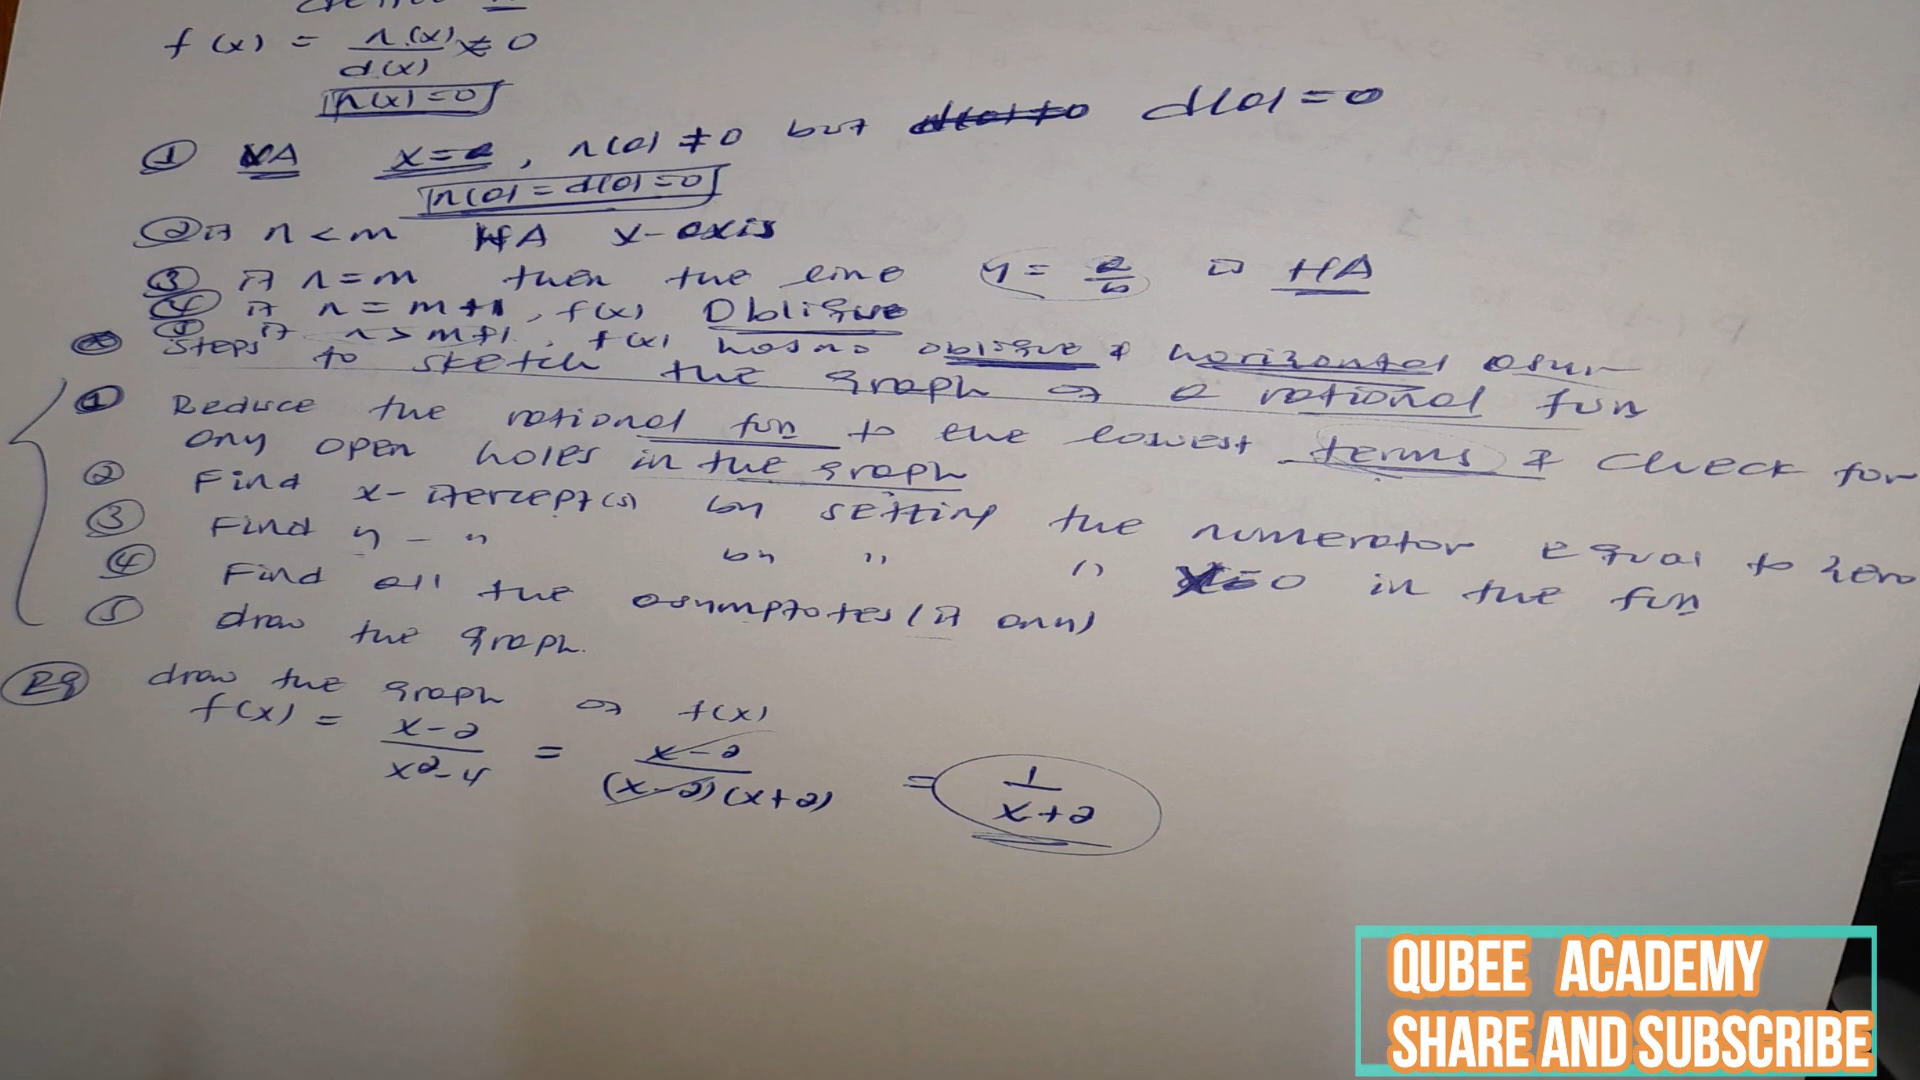 f(x) = n(x)/d(x) ≠ 0
n(x) = 0
① VA x=a, n(a) ≠ 0 but d(a) = 0
n(a) = d(a) = 0
② if n < m HA x-axis
③ if n = m then the line y = a/b is HA
④ if n = m+1, f(x) Oblique
⑤ if n > m+1, f(x) has no oblique & horizontal asym
* Steps to sketch the graph of a rational fun
① Reduce the rational fun to the lowest terms & check for
any open holes in the graph
② Find x-itercept(s) by setting the numerator equal to zero
③ Find y - " by " " x=0 in the fun
④ Find all the asymptotes (if any)
⑤ draw the graph.
Eg draw the graph of f(x)
f(x) = x-2/x2-4 = x-2/(x-2)(x+2) = 1/x+2
QUBEE ACADEMY
SHARE AND SUBSCRIBE